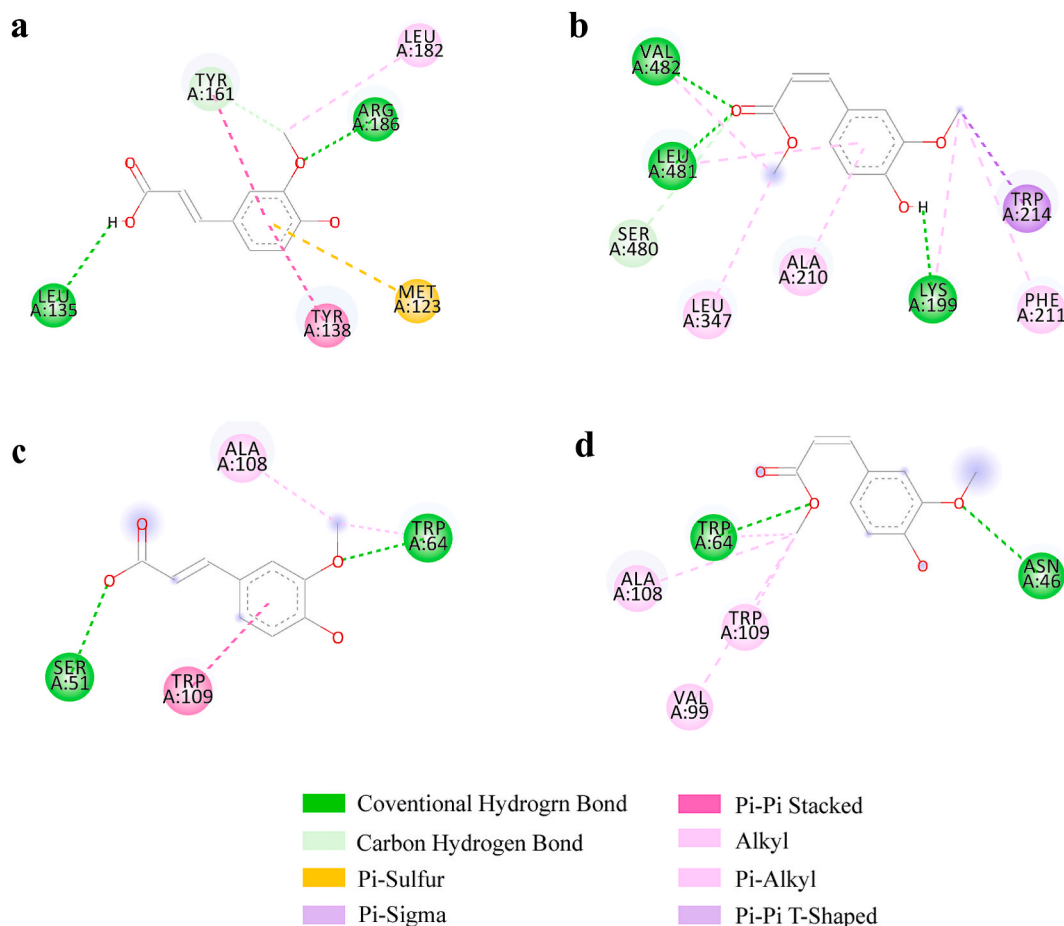 a
LEU
A:182
TYR
A:161
ARG
A:186
O
H
O
O
O
LEU
A:135
TYR
A:138
MET
A:123
b
VAL
A:482
O
O
LEU
A:481
O
O
H
TRP
A:214
SER
A:480
ALA
A:210
LYS
A:199
LEU
A:347
PHE
A:211
c
ALA
A:108
O
TRP
A:64
O
O
O
SER
A:51
TRP
A:109
d
O
O
O
TRP
A:64
O
ASN
A:46
ALA
A:108
TRP
A:109
VAL
A:99
Coventional Hydrogrn Bond
Carbon Hydrogen Bond
Pi-Sulfur
Pi-Sigma
Pi-Pi Stacked
Alkyl
Pi-Alkyl
Pi-Pi T-Shaped